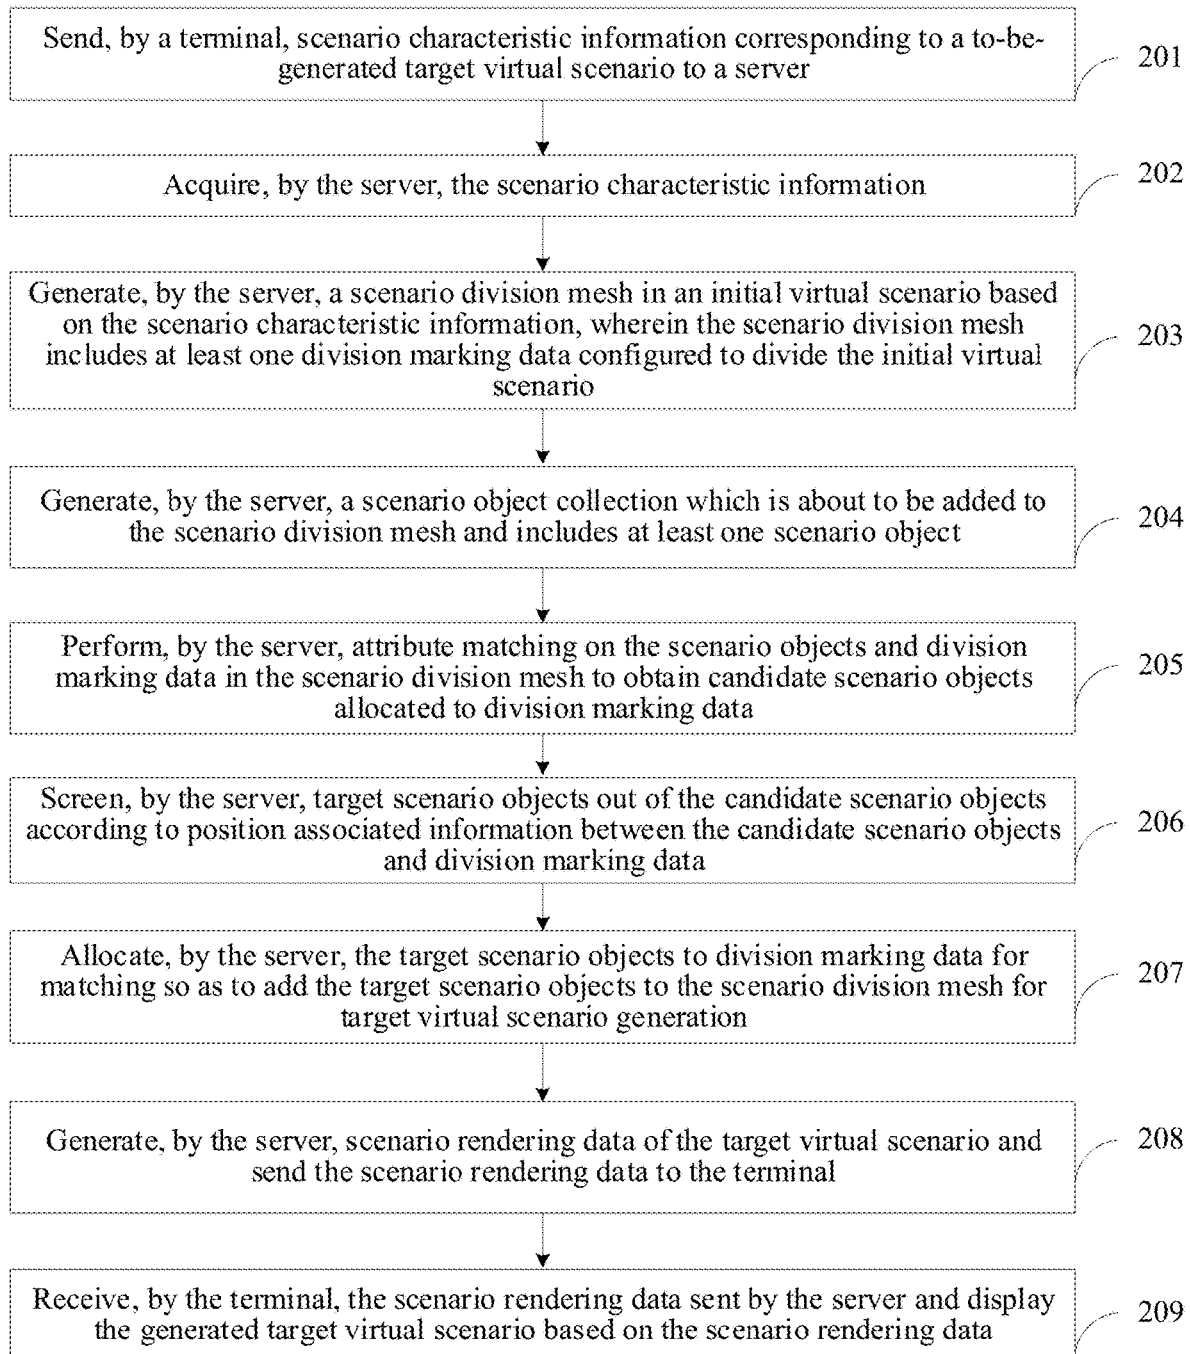 Send, by a terminal, scenario characteristic information corresponding to a to-be-
generated target virtual scenario to a server
201
Acquire, by the server, the scenario characteristic information
202
Generate, by the server, a scenario division mesh in an initial virtual scenario based
on the scenario characteristic information, wherein the scenario division mesh
includes at least one division marking data configured to divide the initial virtual
scenario
203
Generate, by the server, a scenario object collection which is about to be added to
the scenario division mesh and includes at least one scenario object
204
Perform, by the server, attribute matching on the scenario objects and division
marking data in the scenario division mesh to obtain candidate scenario objects
allocated to division marking data
205
Screen, by the server, target scenario objects out of the candidate scenario objects
according to position associated information between the candidate scenario objects
and division marking data
206
Allocate, by the server, the target scenario objects to division marking data for
matching so as to add the target scenario objects to the scenario division mesh for
target virtual scenario generation
207
Generate, by the server, scenario rendering data of the target virtual scenario and
send the scenario rendering data to the terminal
208
Receive, by the terminal, the scenario rendering data sent by the server and display
the generated target virtual scenario based on the scenario rendering data
209